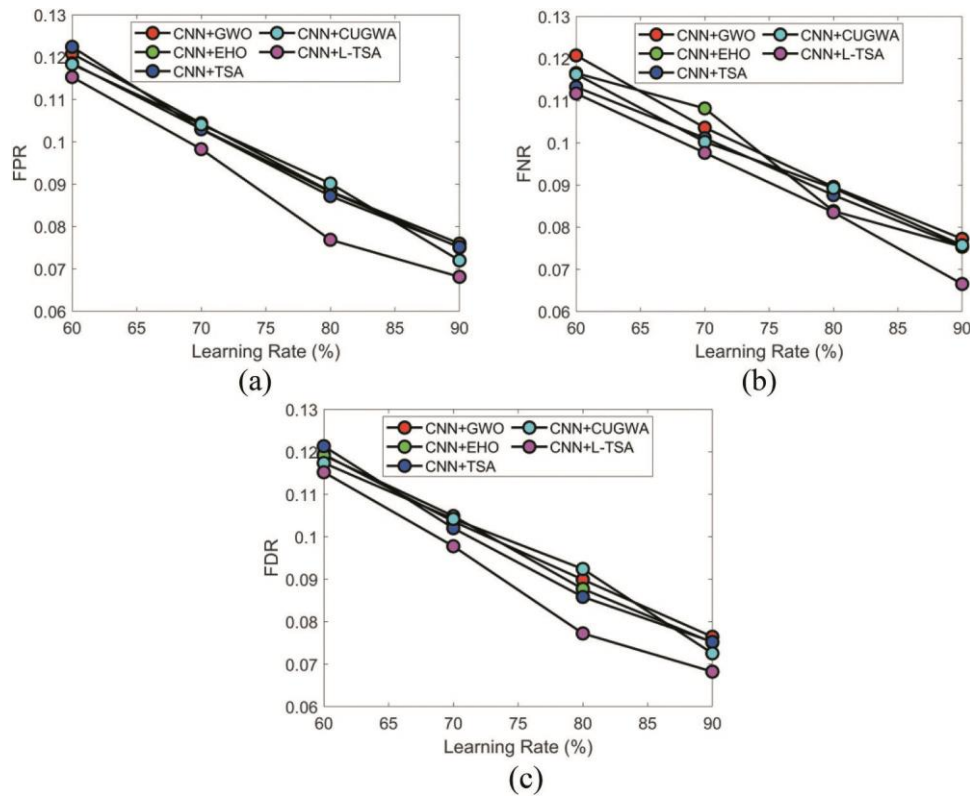 0.13
0.12
0.11
0.1
0.09
0.08
0.07
0.06
FPR
CNN+GWO
CNN+EHO
CNN+TSA
CNN+CUGWA
CNN+L-TSA
60 65 70 75 80 85 90
Learning Rate (%)
(a)
0.13
0.12
0.11
0.1
0.09
0.08
0.07
0.06
FNR
CNN+GWO
CNN+EHO
CNN+TSA
CNN+CUGWA
CNN+L-TSA
60 65 70 75 80 85 90
Learning Rate (%)
(b)
0.13
0.12
0.11
0.1
0.09
0.08
0.07
0.06
FDR
CNN+GWO
CNN+EHO
CNN+TSA
CNN+CUGWA
CNN+L-TSA
60 65 70 75 80 85 90
Learning Rate (%)
(c)